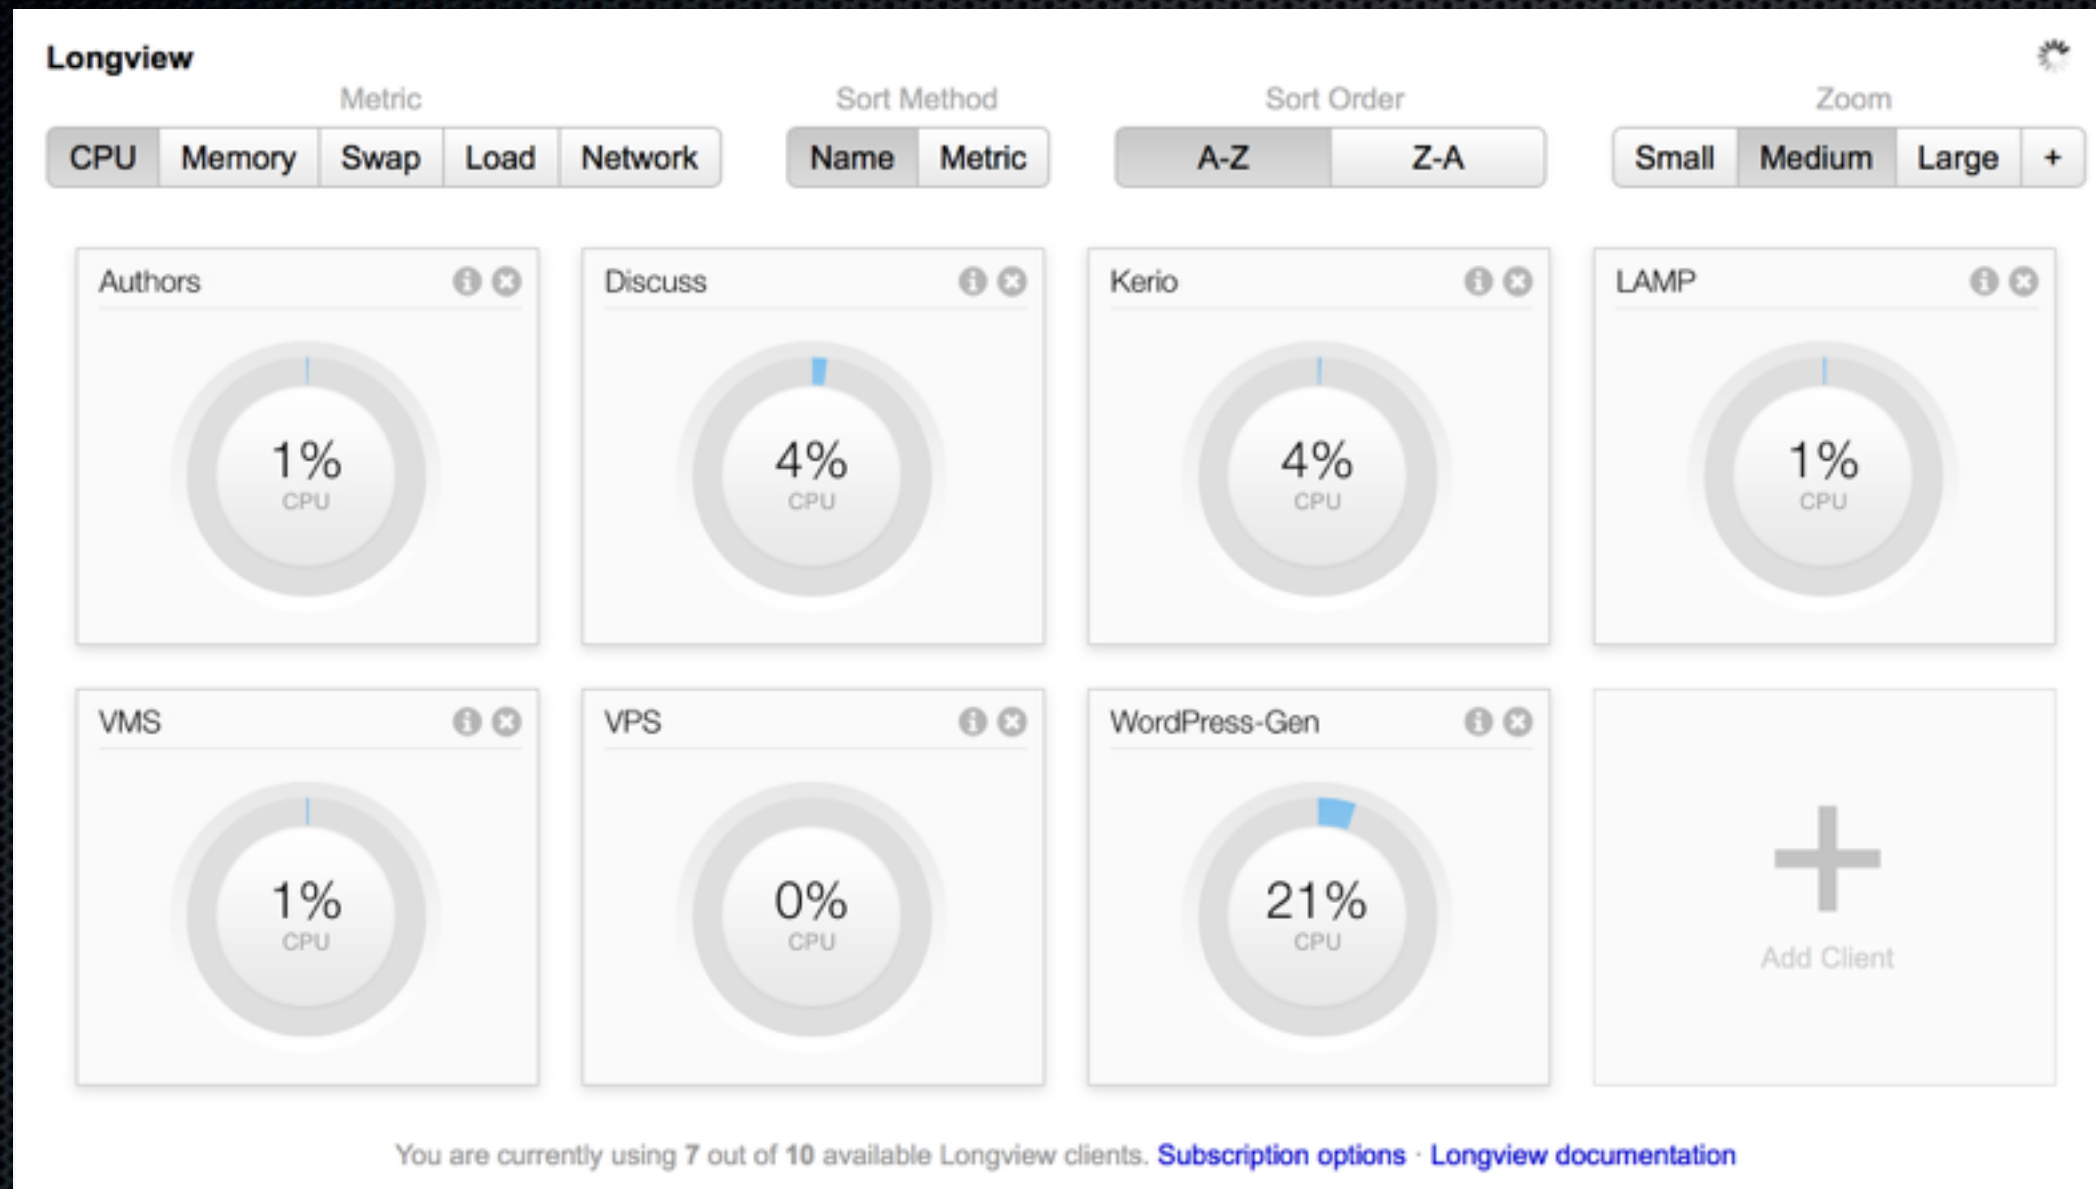 Longview
Metric Sort Method Sort Order Zoom
CPU Memory Swap Load Network Name Metric A-Z Z-A Small Medium Large +
Authors Discuss Kerio LAMP
1% 4% 4% 1%
CPU CPU CPU CPU
VMS VPS WordPress-Gen
1% 0% 21%
CPU CPU CPU
Add Client
You are currently using 7 out of 10 available Longview clients. Subscription options · Longview documentation